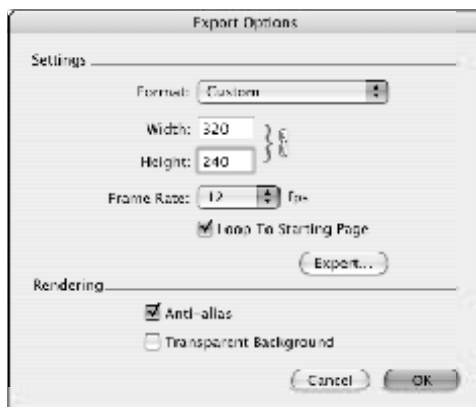 Export Options
Settings
Format: Custom
Width: 320
Height: 240
Frame Rate: 12 fps
Loop To Starting Page
Expert...
Rendering
Anti-alias
Transparent Background
Cancel OK